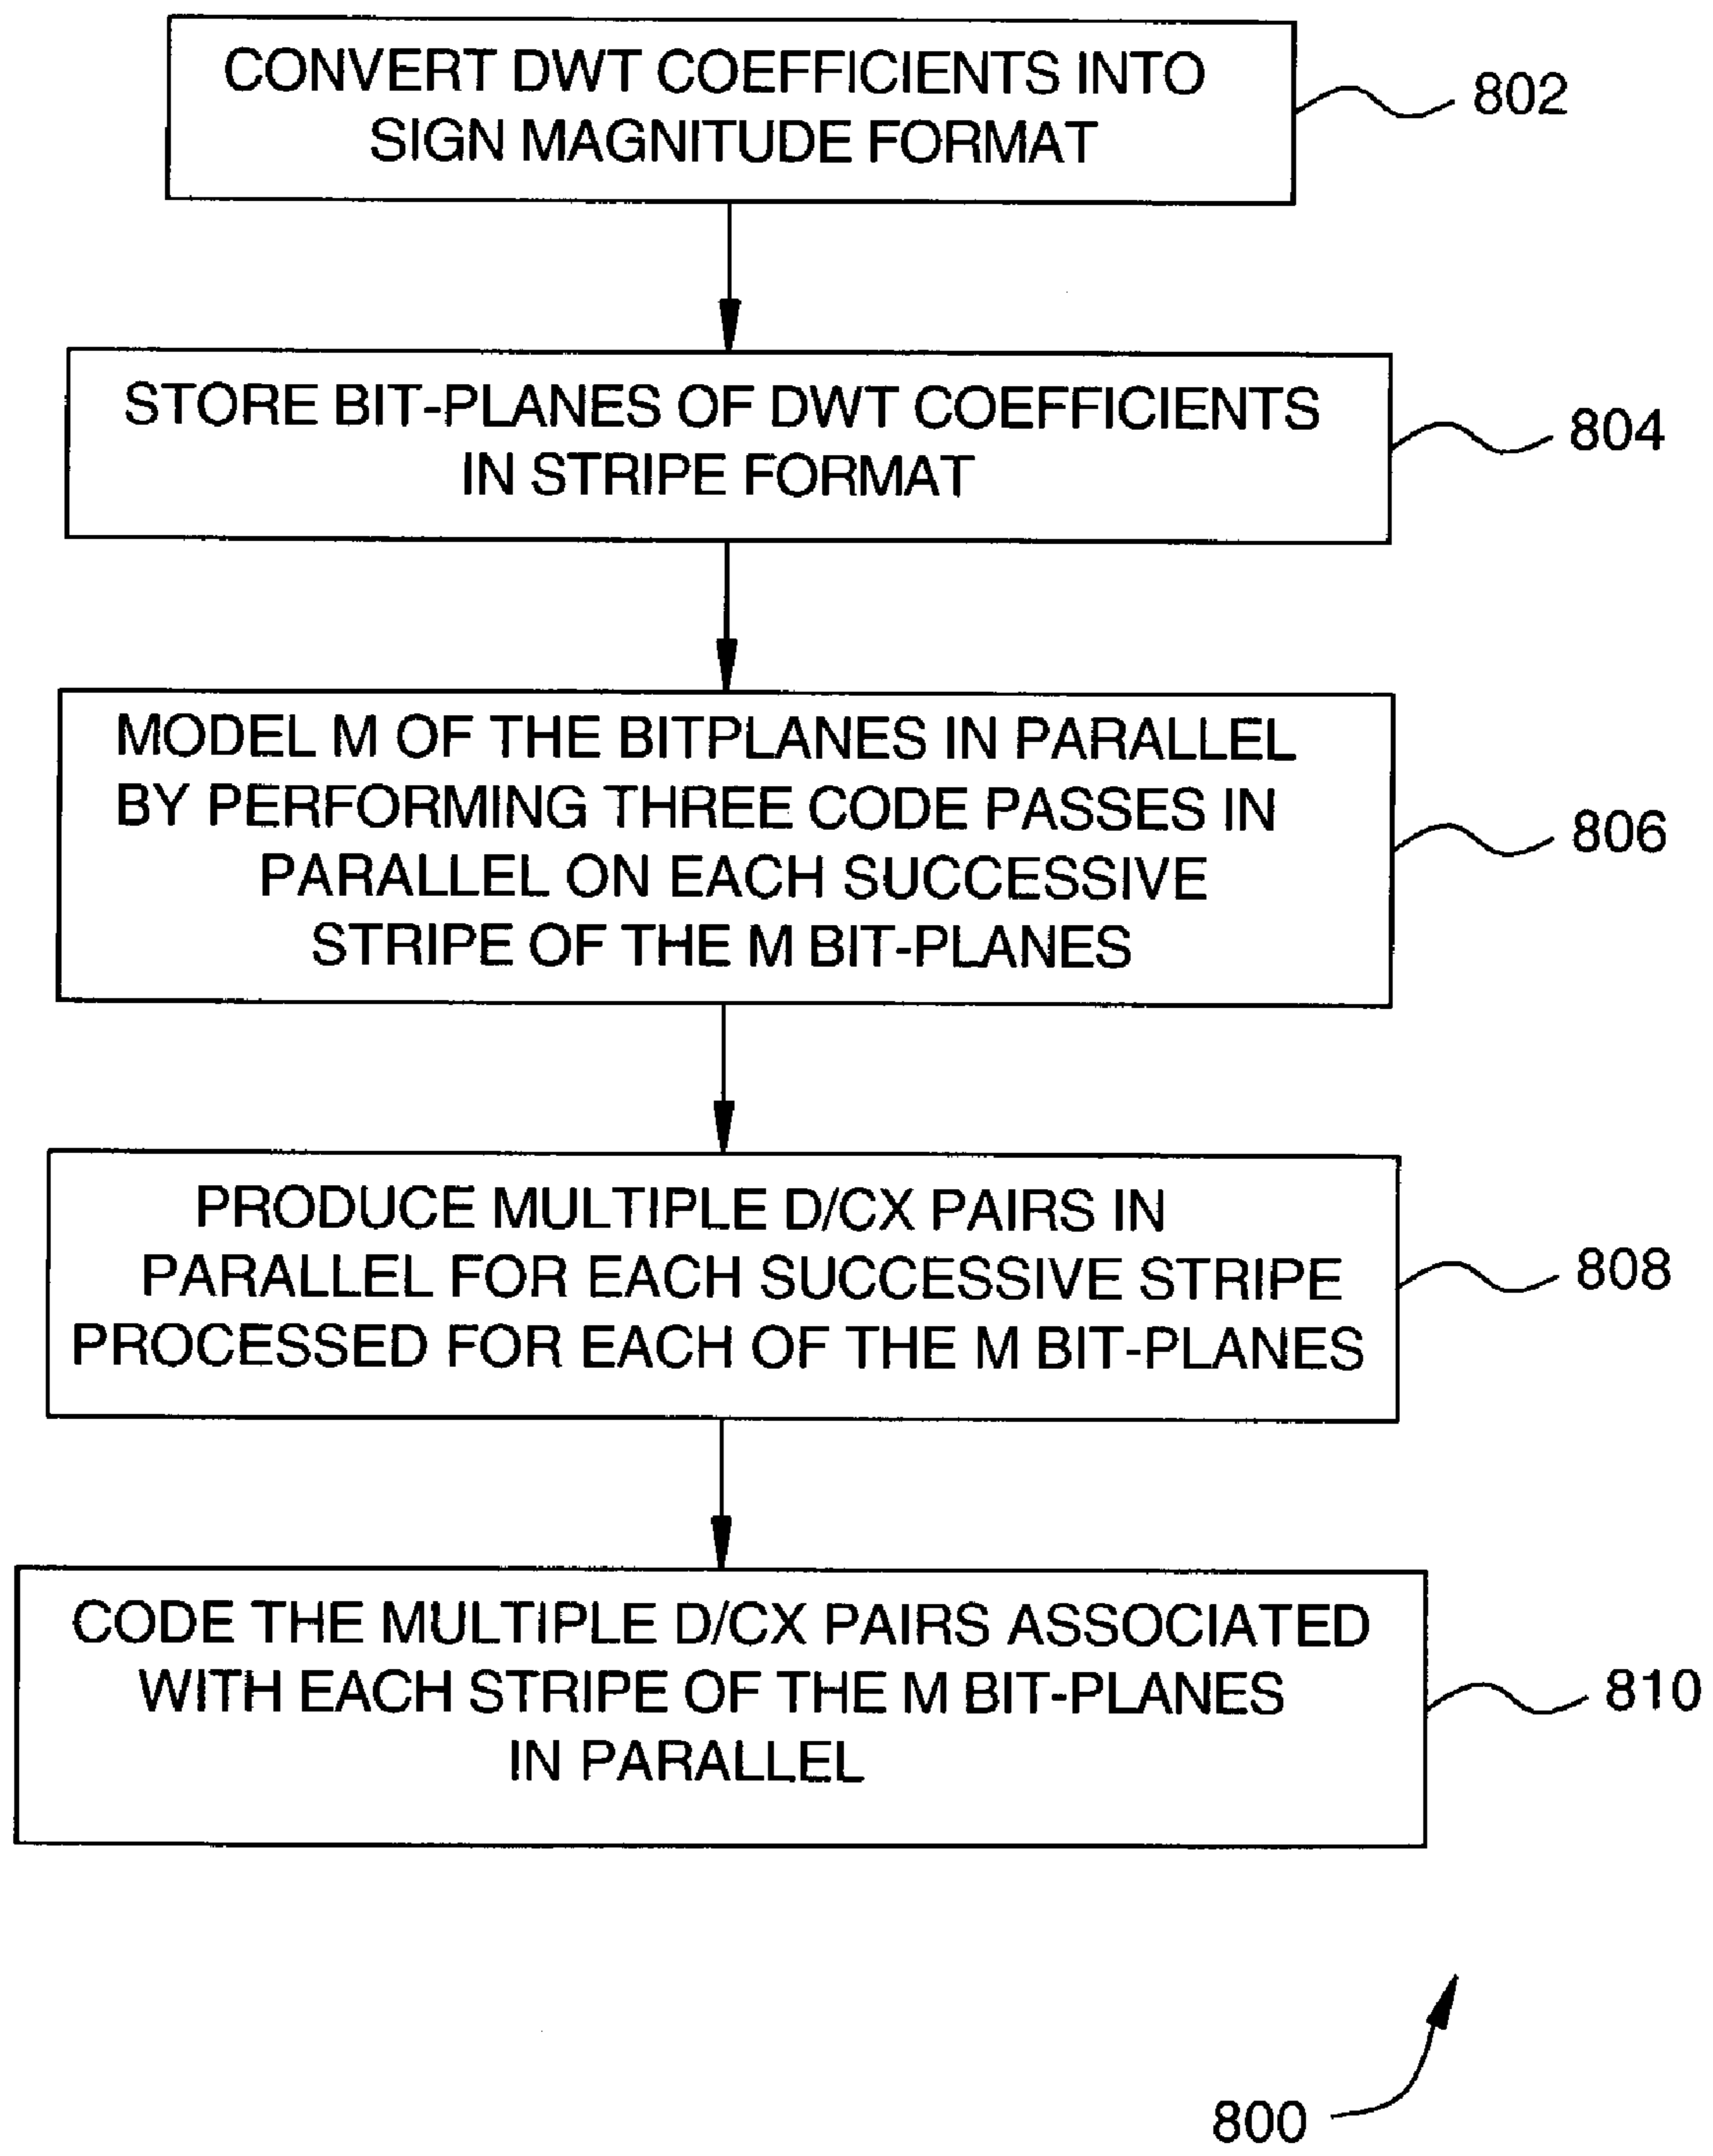 CONVERT DWT COEFFICIENTS INTO
SIGN MAGNITUDE FORMAT
802
STORE BIT-PLANES OF DWT COEFFICIENTS
IN STRIPE FORMAT
804
MODEL M OF THE BITPLANES IN PARALLEL
BY PERFORMING THREE CODE PASSES IN
PARALLEL ON EACH SUCCESSIVE
STRIPE OF THE M BIT-PLANES
806
PRODUCE MULTIPLE D/CX PAIRS IN
PARALLEL FOR EACH SUCCESSIVE STRIPE
PROCESSED FOR EACH OF THE M BIT-PLANES
808
CODE THE MULTIPLE D/CX PAIRS ASSOCIATED
WITH EACH STRIPE OF THE M BIT-PLANES
IN PARALLEL
810
800